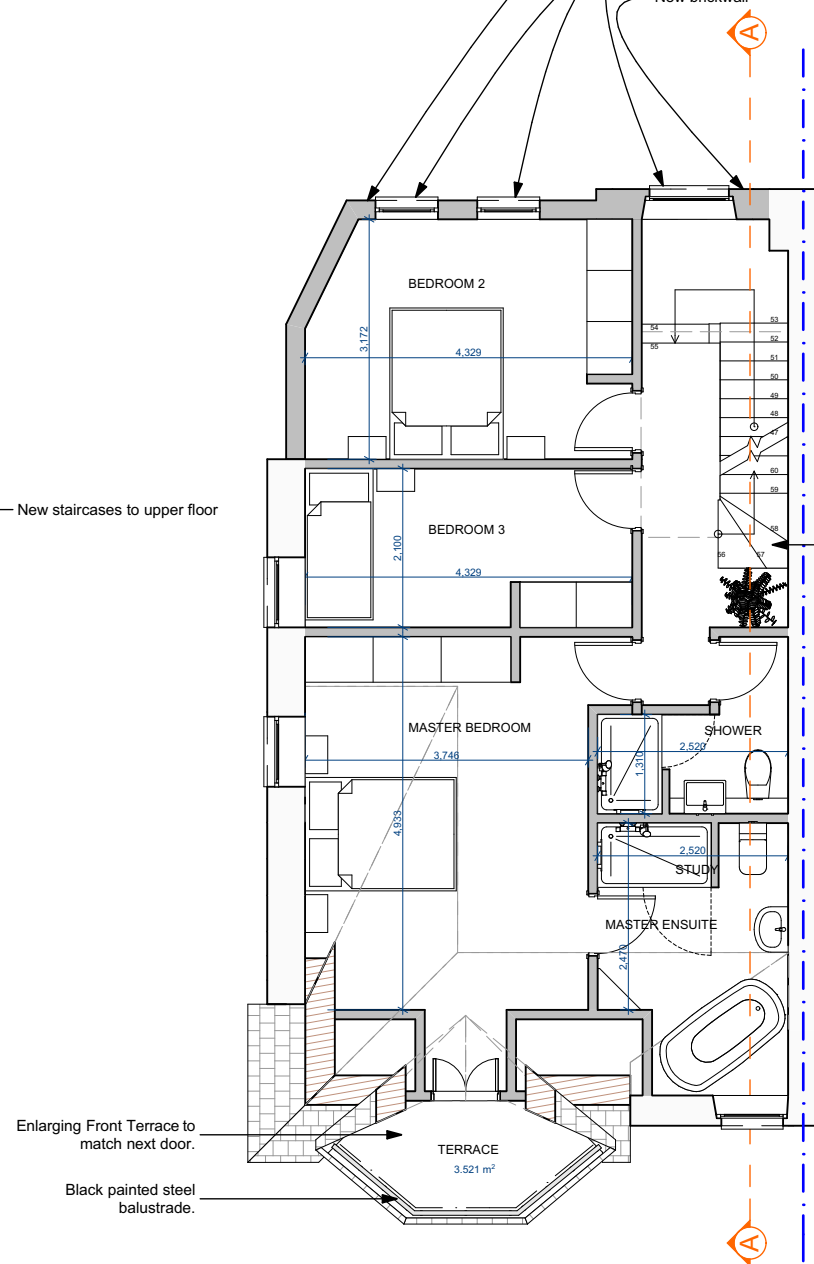 New brickwall
A
BEDROOM 2
3,172
4,329
54
55
53
52
51
50
49
48
47
60
59
58
57
56
New staircases to upper floor
BEDROOM 3
2,100
4,329
MASTER BEDROOM
3,746
4,933
SHOWER
2,520
1,310
2,520
STUDY
MASTER ENSUITE
2,470
Enlarging Front Terrace to
match next door.
TERRACE
3.521 m²
Black painted steel
balustrade.
A